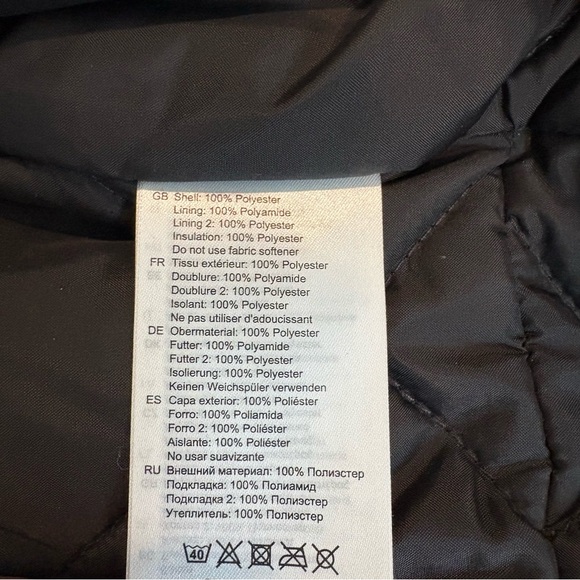 GB Shell: 100% Polyester
Lining: 100% Polyamide
Lining 2: 100% Polyester
Insulation: 100% Polyester
Do not use fabric softener
FR Tissu extérieur: 100% Polyester
Doublure: 100% Polyamide
Doublure 2: 100% Polyester
Isolant: 100% Polyester
Ne pas utiliser d'adoucissant
DE Obermaterial: 100% Polyester
Futter: 100% Polyamide
Futter 2: 100% Polyester
Isolierung: 100% Polyester
Keinen Weichspüler verwenden
ES Capa exterior: 100% Poliéster
Forro: 100% Poliamida
Forro 2: 100% Poliéster
Aislante: 100% Poliéster
No usar suavizante
RU Внешний материал: 100% Полиэстер
Подкладка: 100% Полиамид
Подкладка 2: 100% Полиэстер
Утеплитель: 100% Полиэстер
40